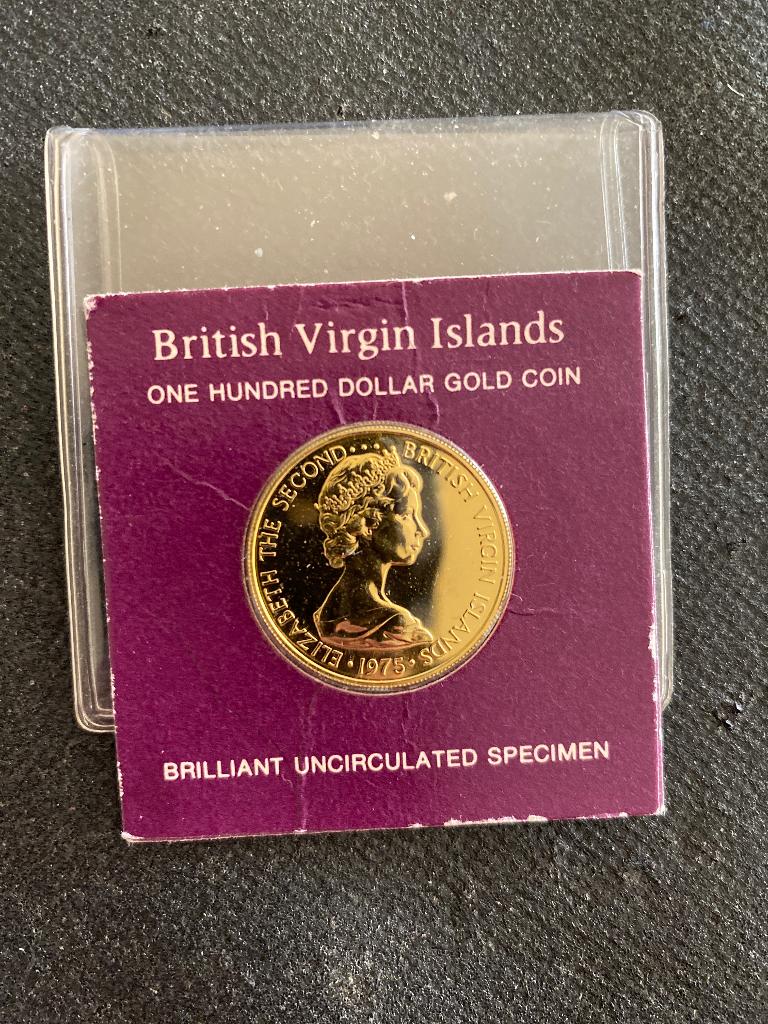 British Virgin Islands
ONE HUNDRED DOLLAR GOLD COIN
ELIZABETH THE SECOND··· BRITISH VIRGIN ISLANDS
·1975·
BRILLIANT UNCIRCULATED SPECIMEN